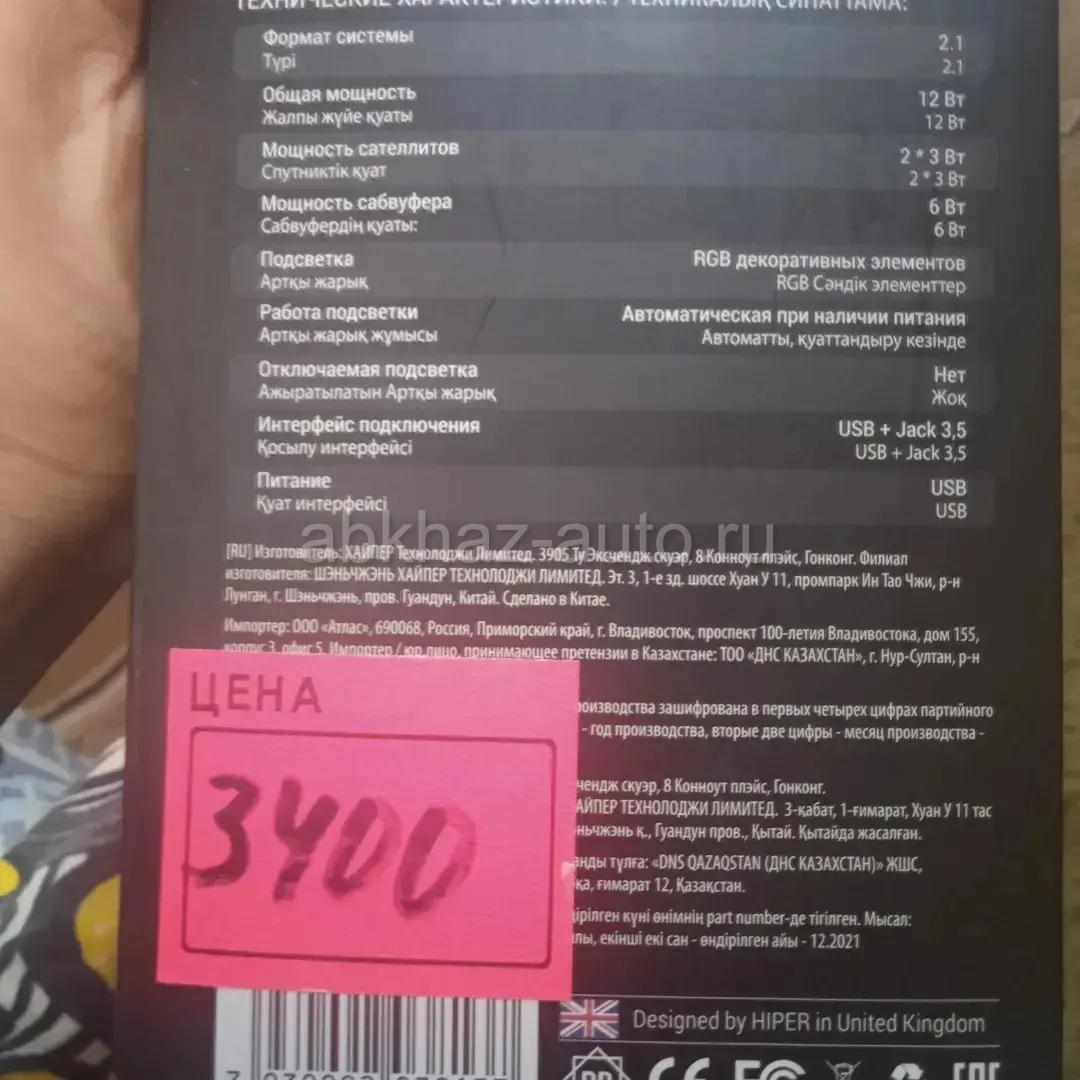 ТЕХНИЧЕСКИЕ ХАРАКТЕРИСТИКИ: / ТЕХНИКАЛЫҚ СИПАТТАМА:
Формат системы 2.1
Түрі 2.1
Общая мощность 12 Вт
Жалпы жүйе қуаты 12 Вт
Мощность сателлитов 2 * 3 Вт
Спутниктік қуат 2 * 3 Вт
Мощность сабвуфера 6 Вт
Сабвуфердің қуаты: 6 Вт
Подсветка RGB декоративных элементов
Артқы жарық RGB Сәндік элементтер
Работа подсветки Автоматическая при наличии питания
Артқы жарық жұмысы Автоматты, қуаттандыру кезінде
Отключаемая подсветка Нет
Ажыратылатын Артқы жарық Жоқ
Интерфейс подключения USB + Jack 3,5
Қосылу интерфейсі USB + Jack 3,5
Питание USB
Қуат интерфейсі USB
abkhaz-auto.ru
[RU] Изготовитель: ХАЙПЕР Технолоджи Лимитед. 3905 Ту Эксчендж скуэр, 8 Конноут плэйс, Гонконг. Филиал
изготовителя: ШЭНЬЧЖЭНЬ ХАЙПЕР ТЕХНОЛОДЖИ ЛИМИТЕД. Эт. 3, 1-е зд. шоссе Хуан У 11, промпарк Ин Тао Чжи, р-н
Лунган, г. Шэньчжэнь, пров. Гуандун, Китай. Сделано в Китае.
Импортер: ООО «Атлас», 690068, Россия, Приморский край, г. Владивосток, проспект 100-летия Владивостока, дом 155,
корпус 3, офис 5. Импортер / юр.лицо, принимающее претензии в Казахстане: ТОО «ДНС КАЗАХСТАН», г. Нур-Султан, р-н
производства зашифрована в первых четырех цифрах партийного
- год производства, вторые две цифры - месяц производства -
чендж скуэр, 8 Конноут плэйс, Гонконг.
АЙПЕР ТЕХНОЛОДЖИ ЛИМИТЕД. 3-қабат, 1-ғимарат, Хуан У 11 тас
ньчжэнь қ., Гуандун пров., Қытай. Қытайда жасалған.
анды тұлға: «DNS QAZAQSTAN (ДНС КАЗАХСТАН)» ЖШС,
ка, ғимарат 12, Қазақстан.
дірілген күні өнімнің part number-де тігілген. Мысал:
лы, екінші екі сан - өндірілген айы - 12.2021
ЦЕНА
3400
Designed by HIPER in United Kingdom